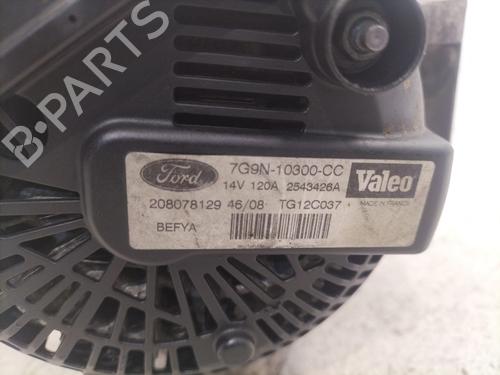 B-PARTS
Ford
7G9N-10300-CC
14V 120A 2543426A
Valeo
MADE IN FRANCE
208078129 46/08 TG12C037
BEFYA